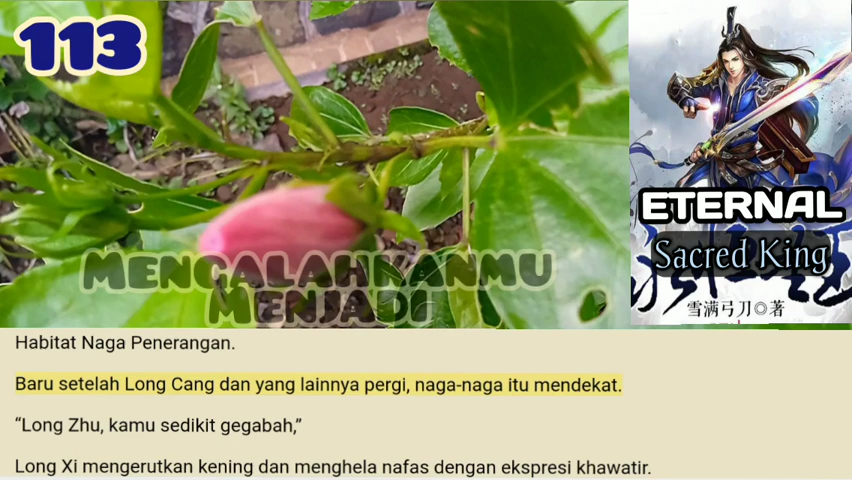 113
MENGALAHKANMU
MENJADI
ETERNAL
Sacred King
雪满弓刀◎著
Habitat Naga Penerangan.
Baru setelah Long Cang dan yang lainnya pergi, naga-naga itu mendekat.
“Long Zhu, kamu sedikit gegabah,”
Long Xi mengerutkan kening dan menghela nafas dengan ekspresi khawatir.